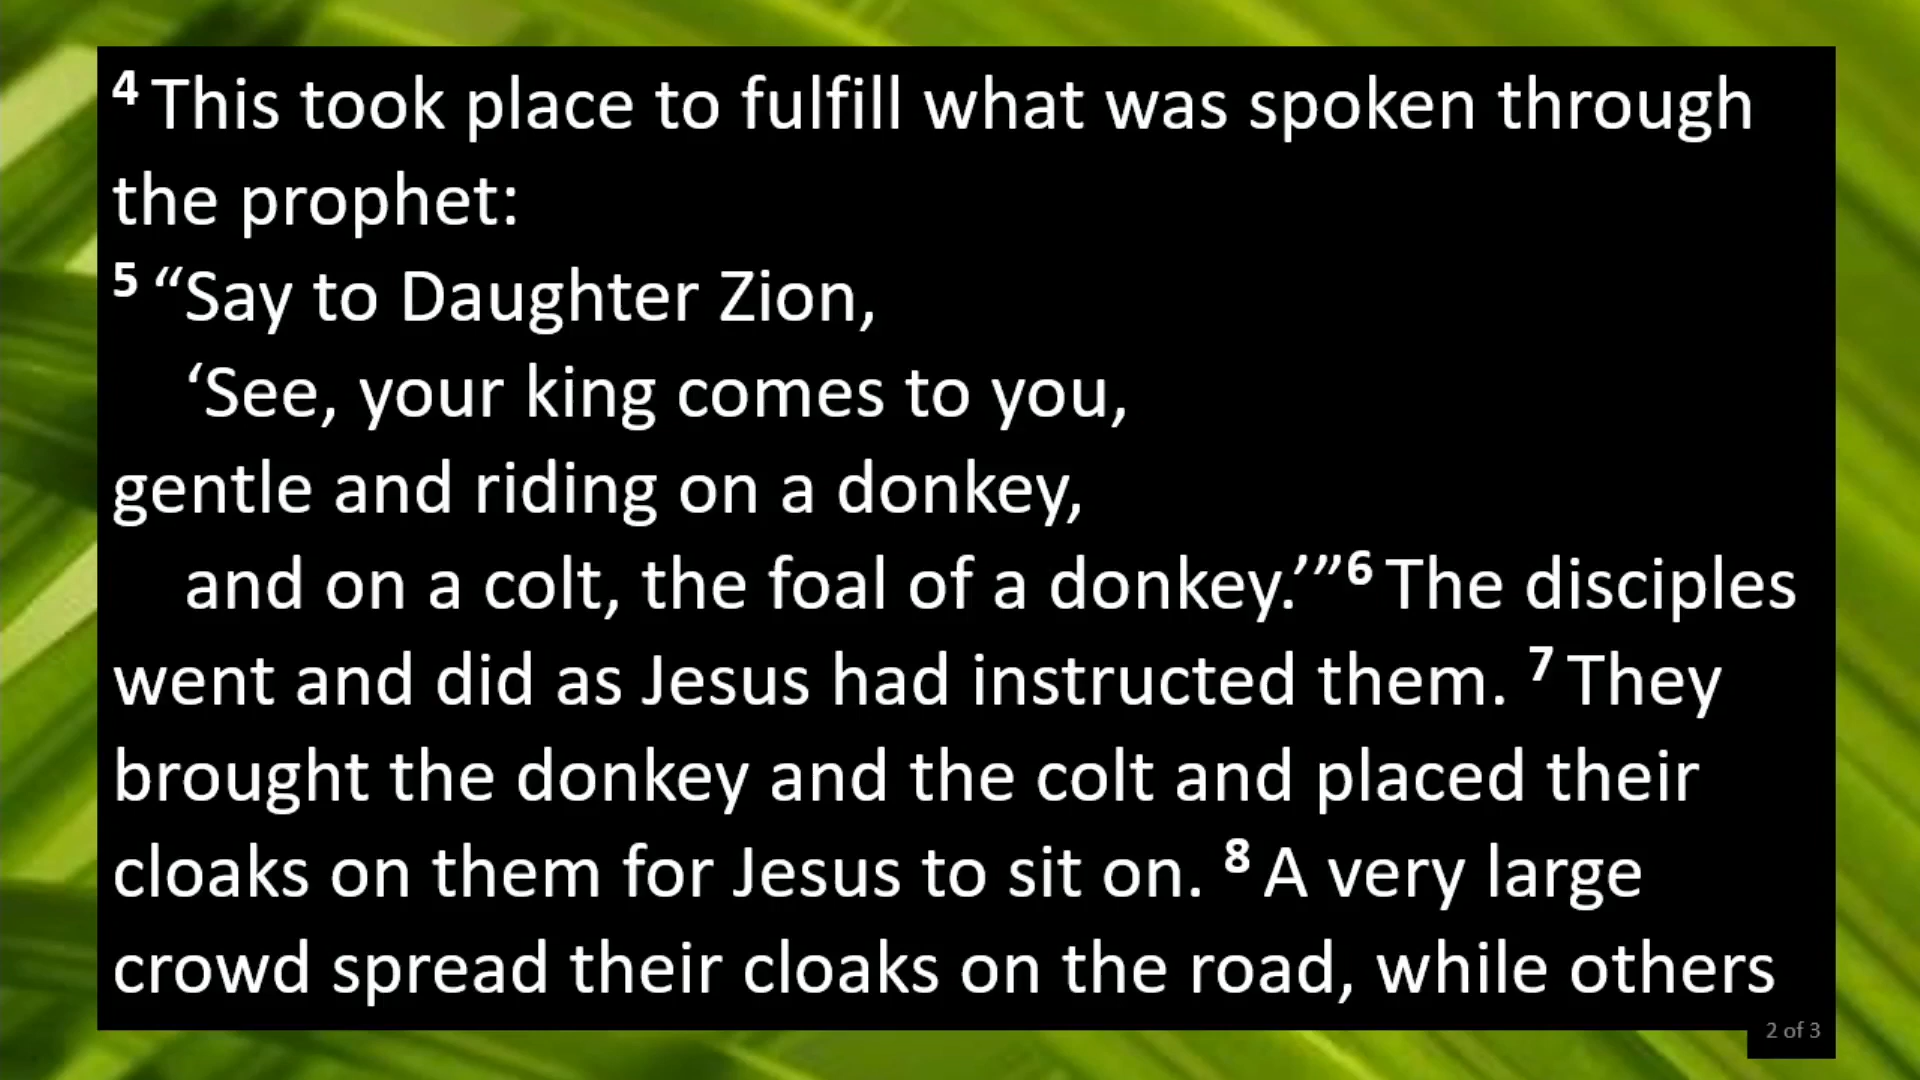 4 This took place to fulfill what was spoken through
the prophet:
5 “Say to Daughter Zion,
‘See, your king comes to you,
gentle and riding on a donkey,
and on a colt, the foal of a donkey.’”6 The disciples
went and did as Jesus had instructed them. 7 They
brought the donkey and the colt and placed their
cloaks on them for Jesus to sit on. 8 A very large
crowd spread their cloaks on the road, while others
2 of 3